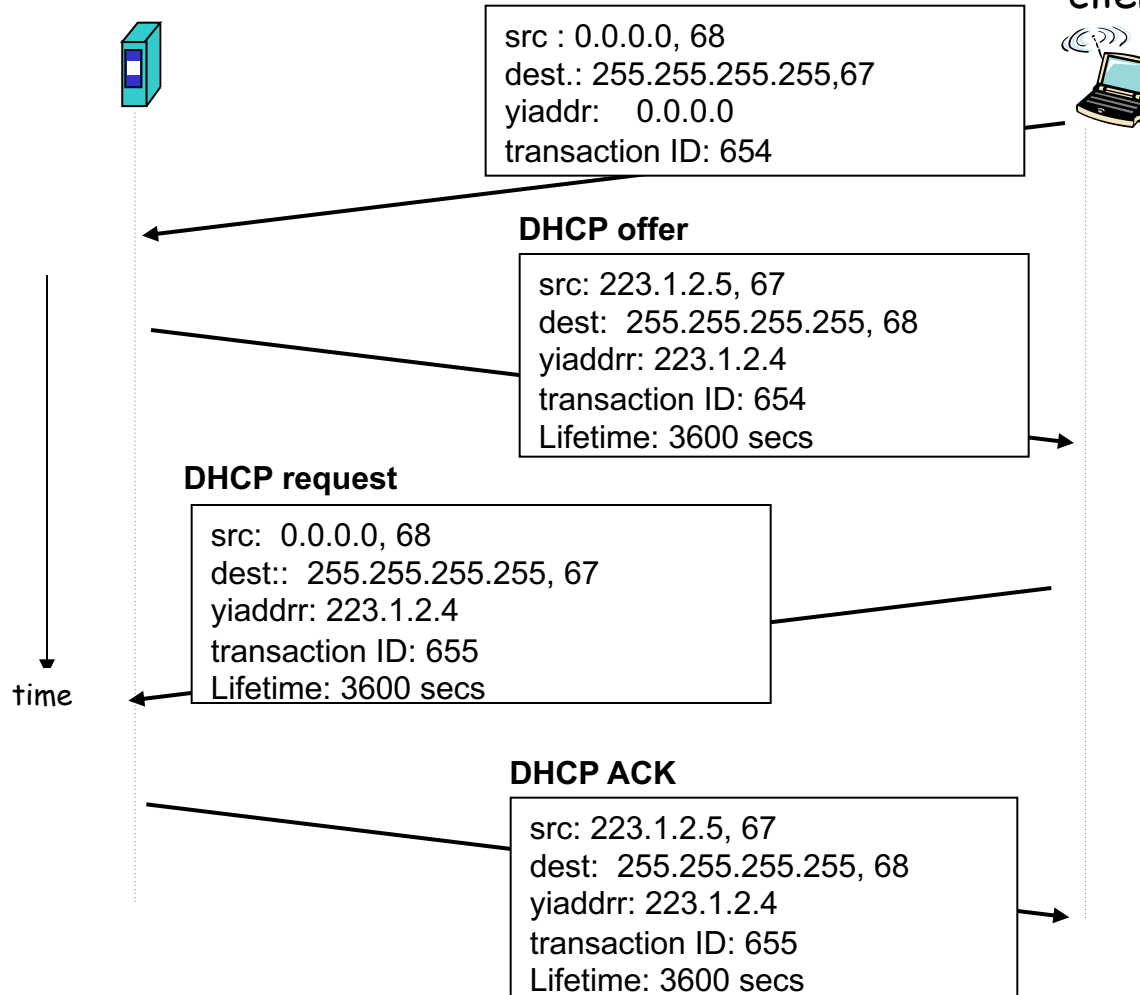 src : 0.0.0.0, 68
dest.: 255.255.255.255,67
yiaddr: 0.0.0.0
transaction ID: 654
DHCP offer
src: 223.1.2.5, 67
dest: 255.255.255.255, 68
yiaddrr: 223.1.2.4
transaction ID: 654
Lifetime: 3600 secs
DHCP request
src: 0.0.0.0, 68
dest:: 255.255.255.255, 67
yiaddrr: 223.1.2.4
transaction ID: 655
Lifetime: 3600 secs
time
DHCP ACK
src: 223.1.2.5, 67
dest: 255.255.255.255, 68
yiaddrr: 223.1.2.4
transaction ID: 655
Lifetime: 3600 secs